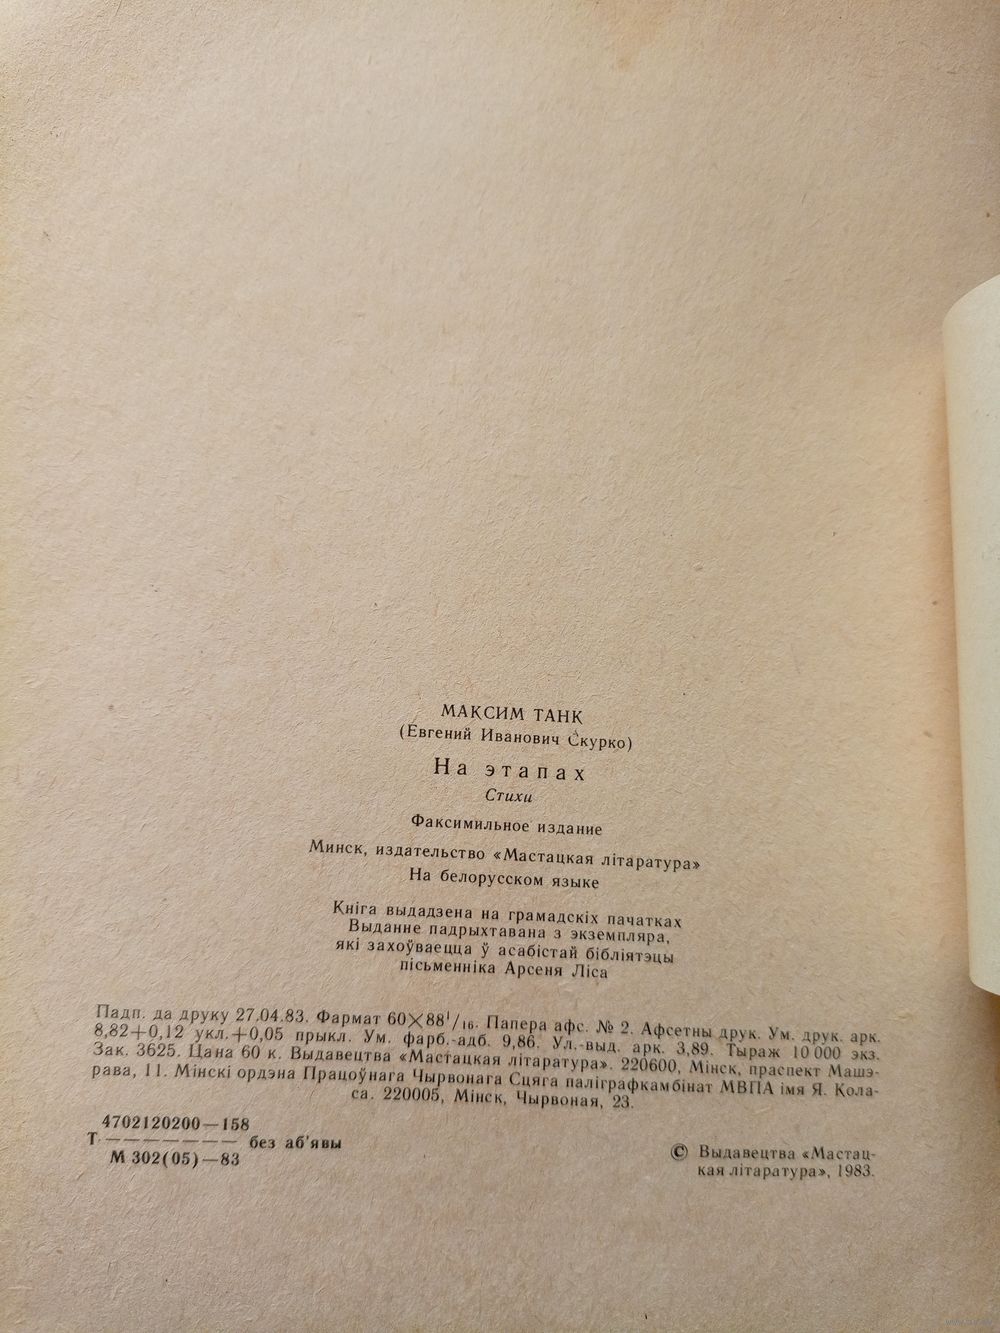 МАКСИМ ТАНК
(Евгений Иванович Скурко)
На этапах
Стихи
Факсимильное издание
Минск, издательство «Мастацкая літаратура»
На белорусском языке
Кніга выдадзена на грамадскіх пачатках
Выданне падрыхтавана з экземпляра,
які захоўваецца ў асабістай бібліятэцы
пісьменніка Арсеня Ліса
Падп. да друку 27.04.83. Фармат 60×88¹/₁₆. Папера афс. № 2. Афсетны друк. Ум. друк. арк.
8,82+0,12 укл.+0,05 прыкл. Ум. фарб.-адб. 9,86. Ул.-выд. арк. 3,89. Тыраж 10 000 экз.
Зак. 3625. Цана 60 к. Выдавецтва «Мастацкая літаратура». 220600, Мінск, праспект Машэ-
рава, 11. Мінскі ордэна Працоўнага Чырвонага Сцяга паліграфкамбінат МВПА імя Я. Кола-
са. 220005, Мінск, Чырвоная, 23.
4702120200—158
Т ——————— без аб'явы
М 302(05)—83
© Выдавецтва «Мастац-
кая літаратура», 1983.